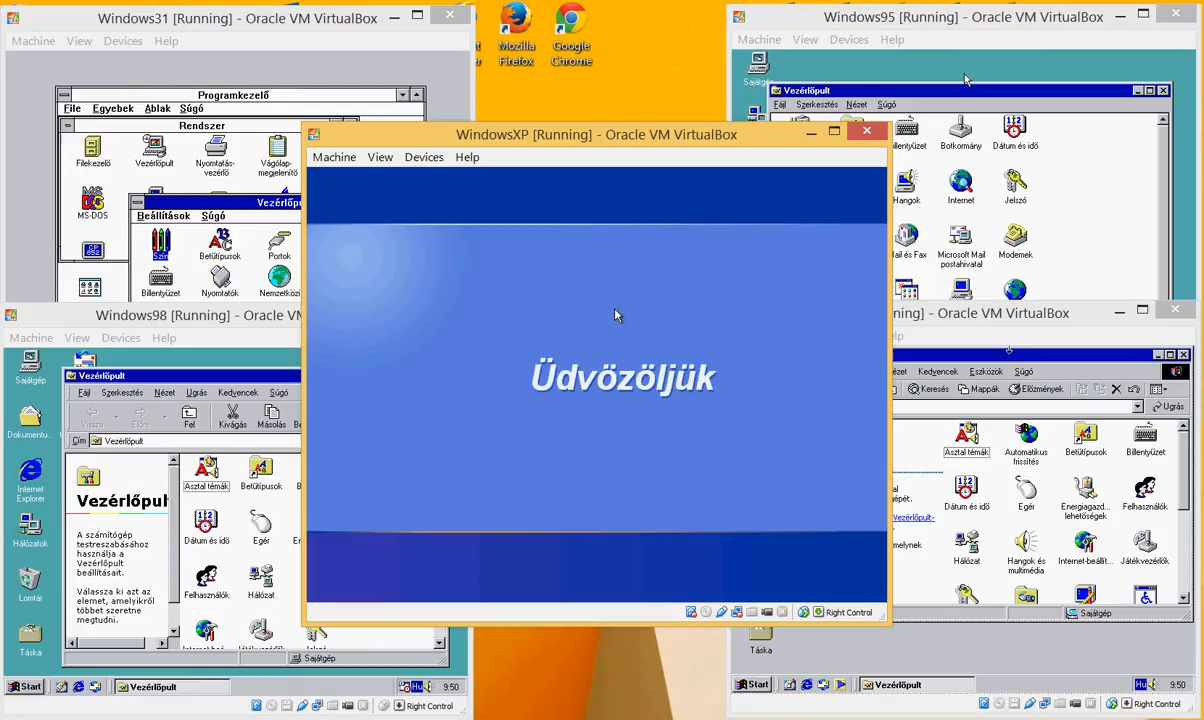 Windows31 [Running] - Oracle VM VirtualBox
Machine View Devices Help
Programkezelő
File Egyebek Ablak Súgó
Rendszer
Filekezelő
Vezérlőpult
Nyomtatás-
vezérlő
Vágólap-
megjelenítő
MS-DOS
Beállítások Súgó
Szín
Betűtípusok
Portok
Billentyűzet
Nyomtatók
Mozilla
Firefox
Google
Chrome
Windows95 [Running] - Oracle VM VirtualBox
Machine View Devices Help
Vezérlőpult
Fájl Szerkesztés Nézet Súgó
Botkormány
Dátum és idő
Hangok
Internet
Jelszó
Microsoft Mail
postahivatal
Modemek
WindowsXP [Running] - Oracle VM VirtualBox
Machine View Devices Help
Üdvözöljük
Right Control
Windows98 [Running] - Oracle VM
Machine View Devices Help
Sajátgép
Dokumentu...
Internet
Explorer
Hálózatok
Lomtár
Táska
Vezérlőpult
Fájl Szerkesztés Nézet Ugrás Kedvencek Súgó
Vissza Előre Fel Kivágás Másolás
Cím Vezérlőpult
Vezérlőpult
A számítógép
testreszabásához
használja a
Vezérlőpult
beállításait.
Válassza ki azt az
elemet, amelyikről
többet szeretne
megtudni.
Asztal témák
Betűtípusok
Dátum és idő
Egér
Felhasználók
Hálózat
Sajátgép
Start
Vezérlőpult
Hu
9:50
Right Control
[Running] - Oracle VM VirtualBox
Kedvencek Eszközök Súgó
Keresés Mappák Előzmények
Ugrás
Asztal témák
Automatikus
frissítés
Betűtípusok
Billentyűzet
Dátum és idő
Egér
Energiagazd...
lehetőségek
Felhasználók
Hálózat
Hangok és
multimédia
Internet-beállít...
Játékvezérlők
Sajátgép
Táska
Start
Vezérlőpult
Hu
9:50
Right Control